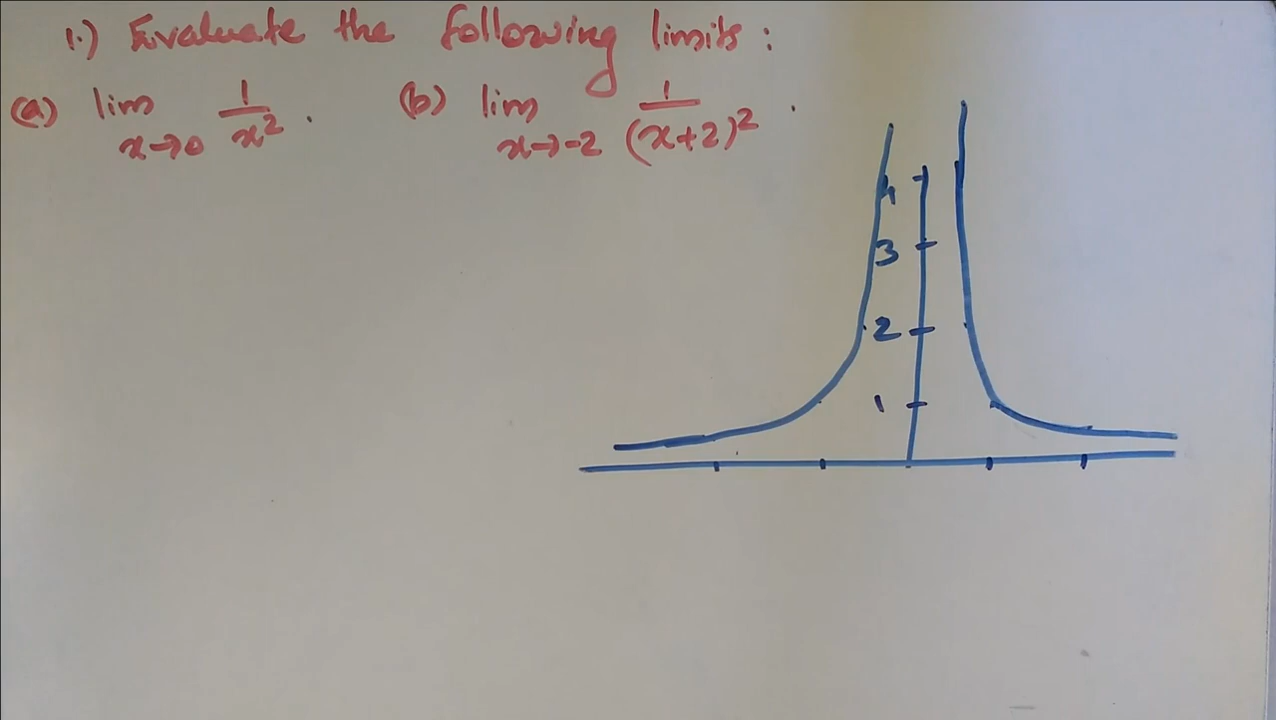 1.) Evaluate the following limits :
(a) lim x→0 1/x² . (b) lim x→-2 1/(x+2)² .
4
3
2
1